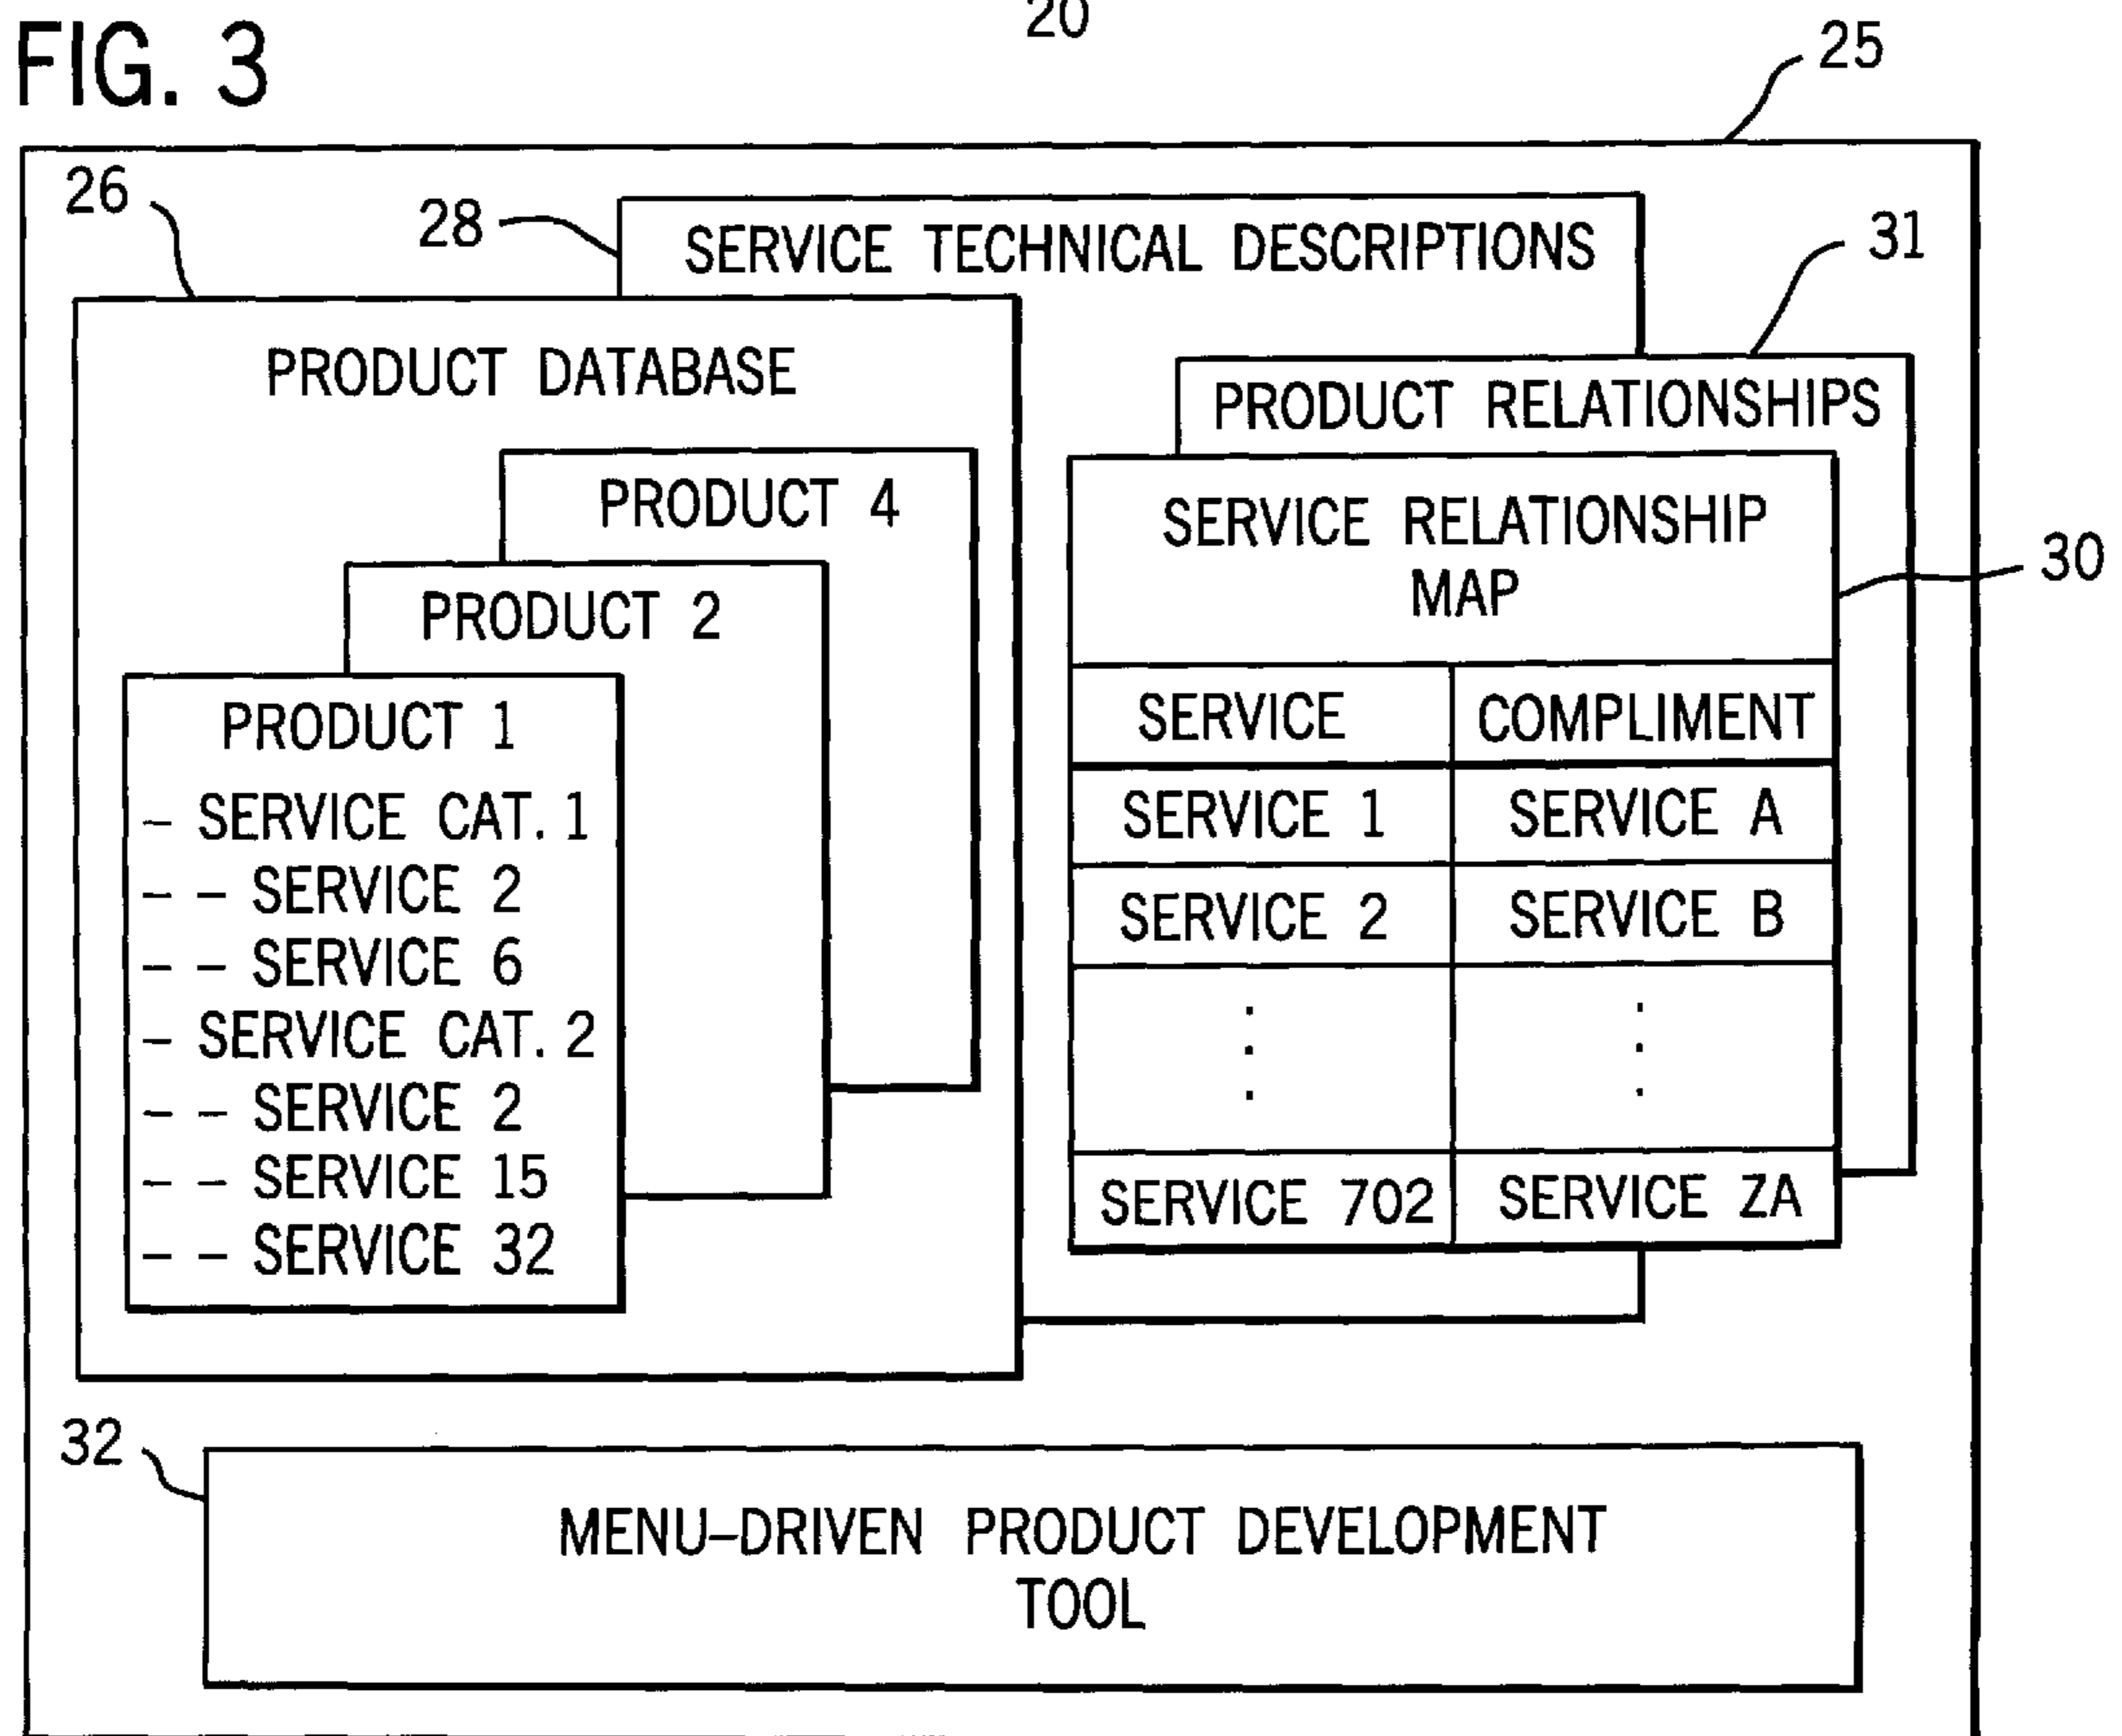 20
FIG. 3
25
26
28
SERVICE TECHNICAL DESCRIPTIONS
31
PRODUCT DATABASE
PRODUCT RELATIONSHIPS
PRODUCT 4
SERVICE RELATIONSHIP
MAP
30
PRODUCT 2
PRODUCT 1
- SERVICE CAT. 1
- - SERVICE 2
- - SERVICE 6
- SERVICE CAT. 2
- - SERVICE 2
- - SERVICE 15
- - SERVICE 32
SERVICE COMPLIMENT
SERVICE 1 SERVICE A
SERVICE 2 SERVICE B
. .
. .
. .
SERVICE 702 SERVICE ZA
32
MENU-DRIVEN PRODUCT DEVELOPMENT
TOOL